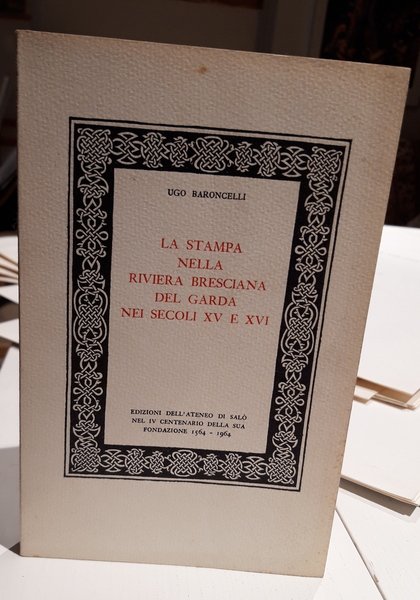 UGO BARONCELLI
LA STAMPA
NELLA
RIVIERA BRESCIANA
DEL GARDA
NEI SECOLI XV E XVI
EDIZIONI DELL'ATENEO DI SALÒ
NEL IV CENTENARIO DELLA SUA
FONDAZIONE 1564 - 1964